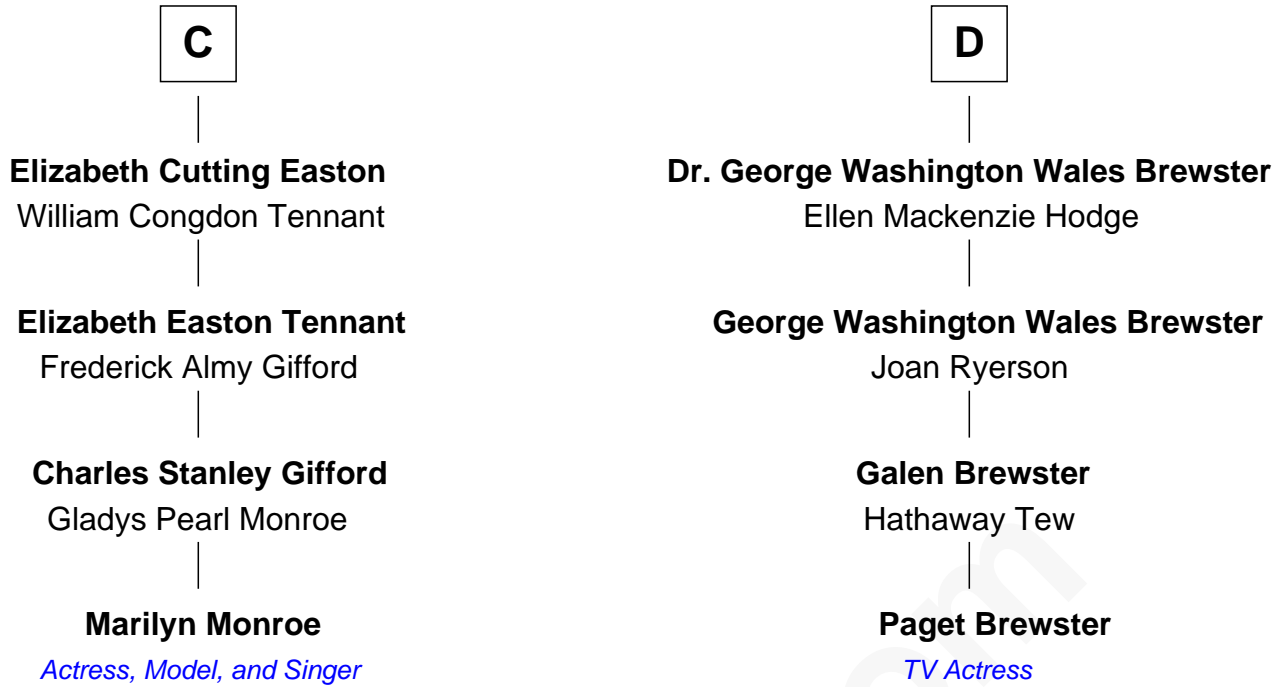 C
Elizabeth Cutting Easton
William Congdon Tennant
Elizabeth Easton Tennant
Frederick Almy Gifford
Charles Stanley Gifford
Gladys Pearl Monroe
Marilyn Monroe
Actress, Model, and Singer
D
Dr. George Washington Wales Brewster
Ellen Mackenzie Hodge
George Washington Wales Brewster
Joan Ryerson
Galen Brewster
Hathaway Tew
Paget Brewster
TV Actress